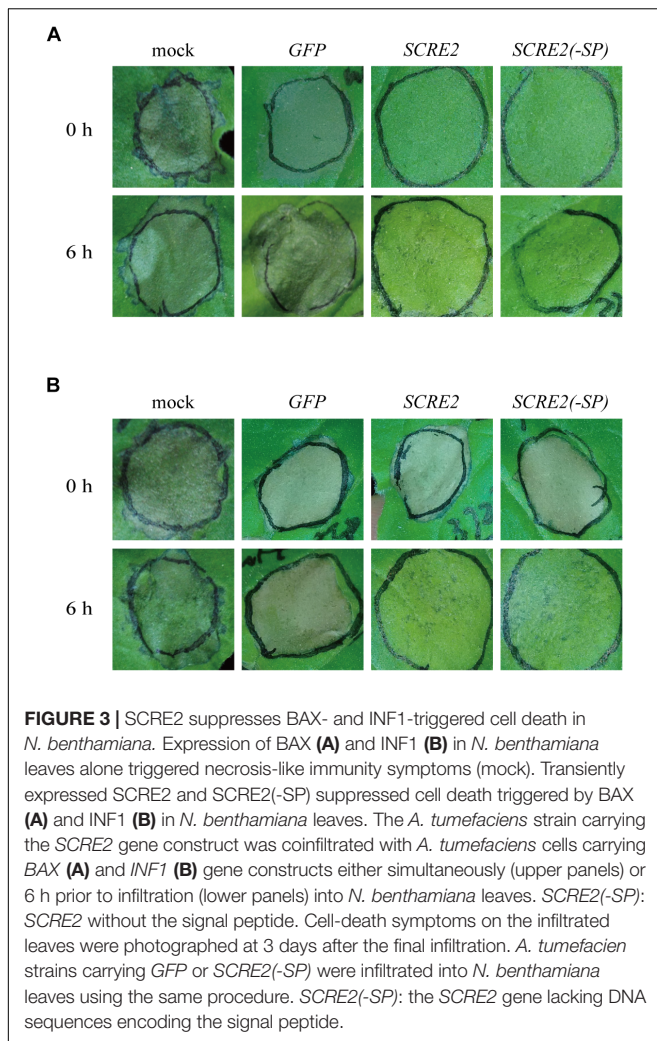 A
mock GFP SCRE2 SCRE2(-SP)
0 h
6 h
B
mock GFP SCRE2 SCRE2(-SP)
0 h
6 h
FIGURE 3 | SCRE2 suppresses BAX- and INF1-triggered cell death in
N. benthamiana. Expression of BAX (A) and INF1 (B) in N. benthamiana
leaves alone triggered necrosis-like immunity symptoms (mock). Transiently
expressed SCRE2 and SCRE2(-SP) suppressed cell death triggered by BAX
(A) and INF1 (B) in N. benthamiana leaves. The A. tumefaciens strain carrying
the SCRE2 gene construct was coinfiltrated with A. tumefaciens cells carrying
BAX (A) and INF1 (B) gene constructs either simultaneously (upper panels) or
6 h prior to infiltration (lower panels) into N. benthamiana leaves. SCRE2(-SP):
SCRE2 without the signal peptide. Cell-death symptoms on the infiltrated
leaves were photographed at 3 days after the final infiltration. A. tumefacien
strains carrying GFP or SCRE2(-SP) were infiltrated into N. benthamiana
leaves using the same procedure. SCRE2(-SP): the SCRE2 gene lacking DNA
sequences encoding the signal peptide.